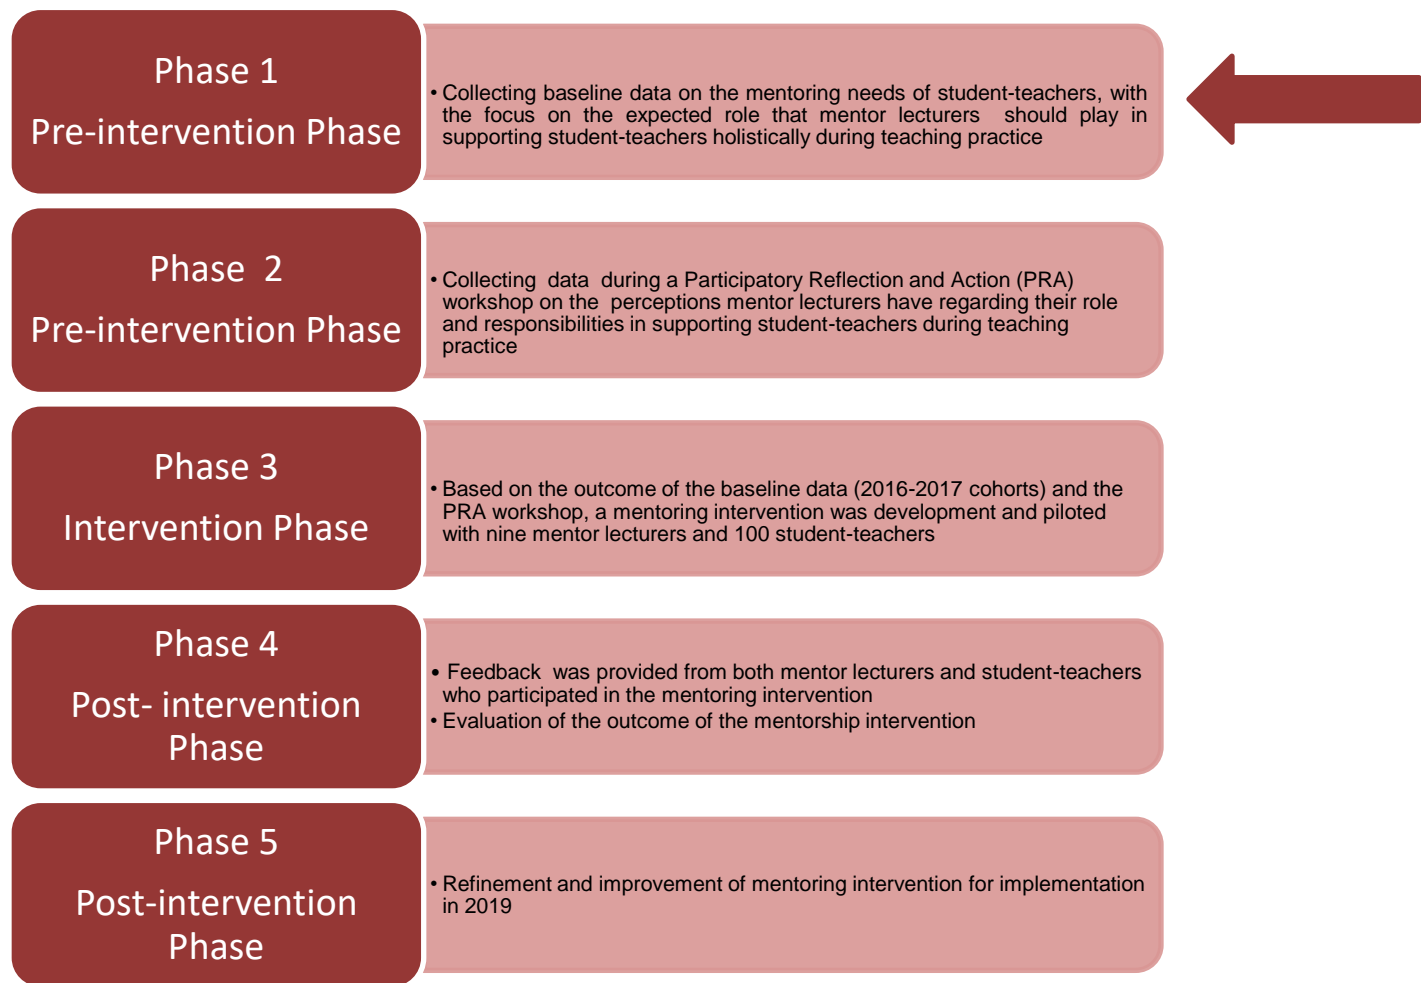 Phase 1
Pre-intervention Phase
• Collecting baseline data on the mentoring needs of student-teachers, with
the focus on the expected role that mentor lecturers should play in
supporting student-teachers holistically during teaching practice
Phase 2
Pre-intervention Phase
• Collecting data during a Participatory Reflection and Action (PRA)
workshop on the perceptions mentor lecturers have regarding their role
and responsibilities in supporting student-teachers during teaching
practice
Phase 3
Intervention Phase
• Based on the outcome of the baseline data (2016-2017 cohorts) and the
PRA workshop, a mentoring intervention was development and piloted
with nine mentor lecturers and 100 student-teachers
Phase 4
Post- intervention
Phase
• Feedback was provided from both mentor lecturers and student-teachers
who participated in the mentoring intervention
• Evaluation of the outcome of the mentorship intervention
Phase 5
Post-intervention
Phase
• Refinement and improvement of mentoring intervention for implementation
in 2019